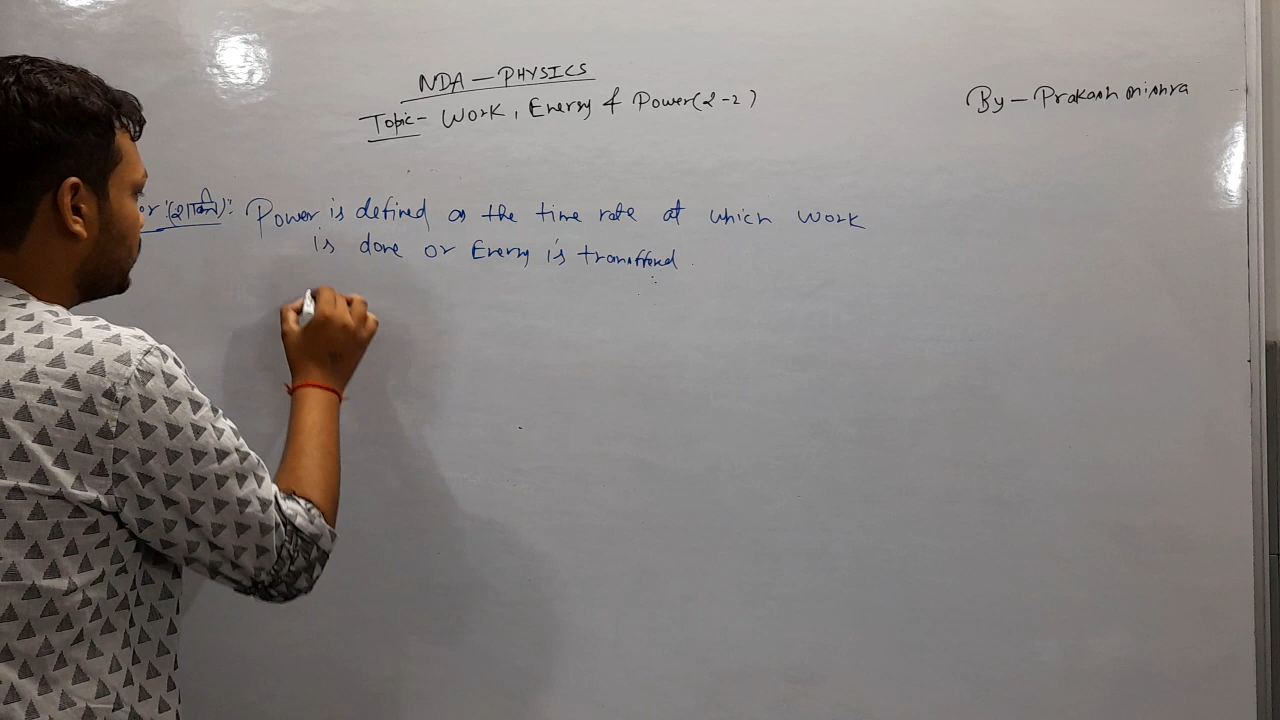 NDA - PHYSICS
Topic - Work, Energy & Power (2-2)
By - Prakash mishra
Power is defined as the time rate at which work
is done or Energy is transffered.